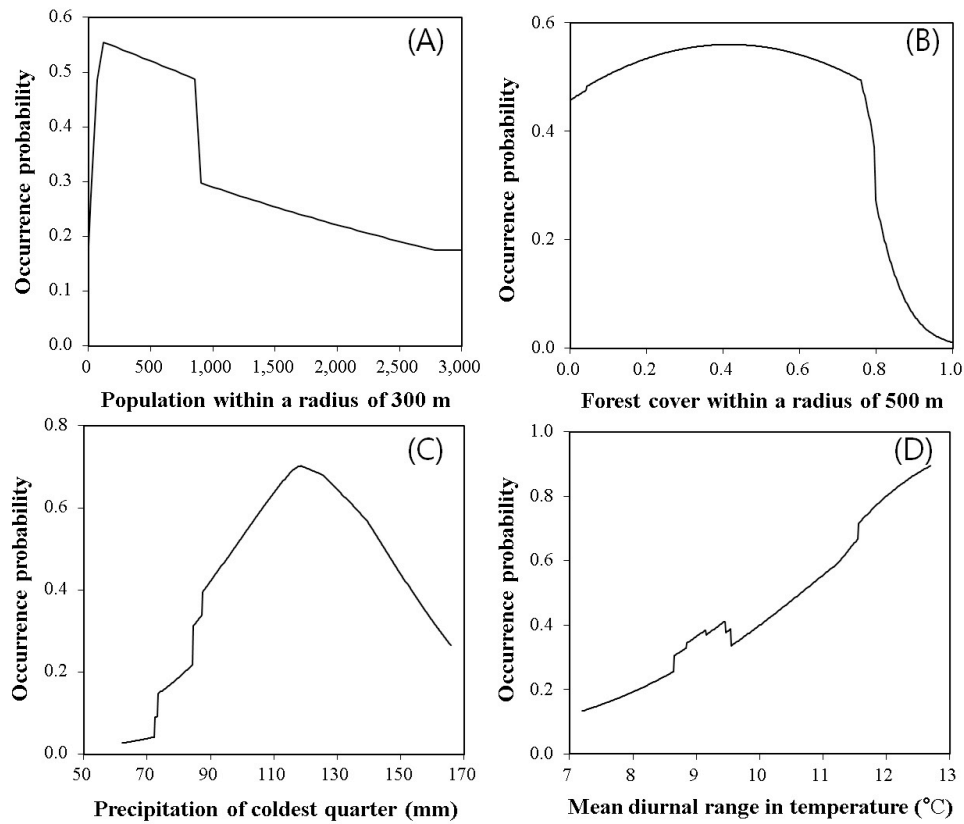 (A)
Occurrence probability
0.6
0.5
0.4
0.3
0.2
0.1
0.0
0 500 1,000 1,500 2,000 2,500 3,000
Population within a radius of 300 m
(B)
Occurrence probability
0.6
0.4
0.2
0.0
0.0 0.2 0.4 0.6 0.8 1.0
Forest cover within a radius of 500 m
(C)
Occurrence probability
0.8
0.6
0.4
0.2
0.0
50 70 90 110 130 150 170
Precipitation of coldest quarter (mm)
(D)
Occurrence probability
1.0
0.8
0.6
0.4
0.2
0.0
7 8 9 10 11 12 13
Mean diurnal range in temperature (℃)